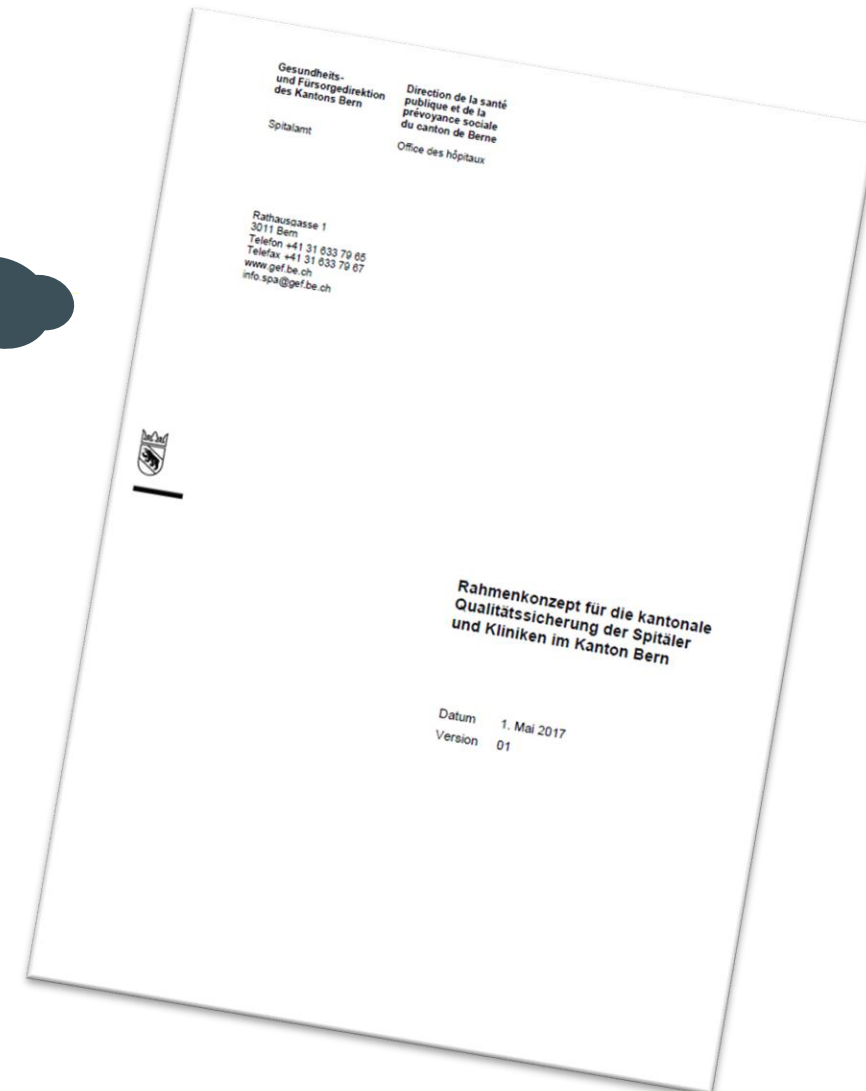 Gesundheits-
und Fürsorgedirektion
des Kantons Bern
Direction de la santé
publique et de la
prévoyance sociale
du canton de Berne
Spitalamt
Office des hôpitaux
Rathausgasse 1
3011 Bern
Telefon +41 31 633 79 65
Telefax +41 31 633 79 67
www.gef.be.ch
info.spa@gef.be.ch
Rahmenkonzept für die kantonale
Qualitätssicherung der Spitäler
und Kliniken im Kanton Bern
Datum 1. Mai 2017
Version 01